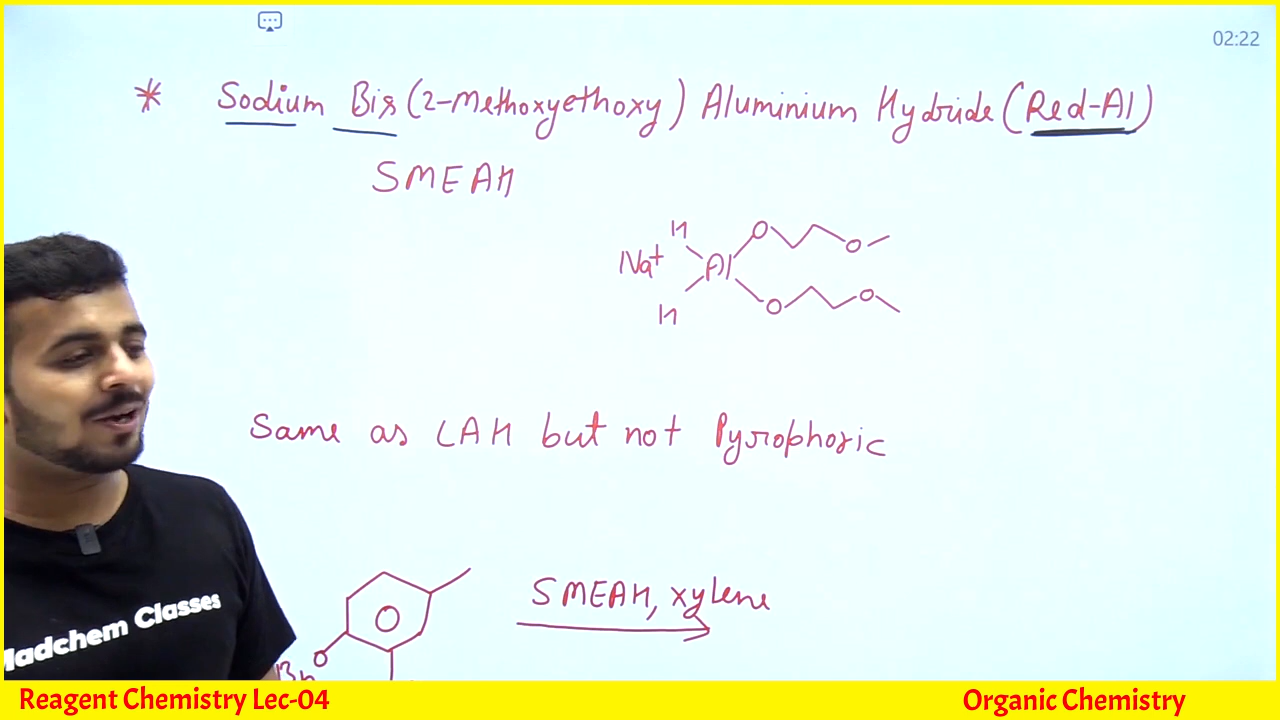 02:22
* Sodium Bis (2-Methoxyethoxy) Aluminium Hydride (Red-Al)
SMEAH
H O O
Na+ Al
H O O
Same as LAH but not Pyrophoric
SMEAH, xylene
O
Bn
Madchem Classes
Reagent Chemistry Lec-04 Organic Chemistry